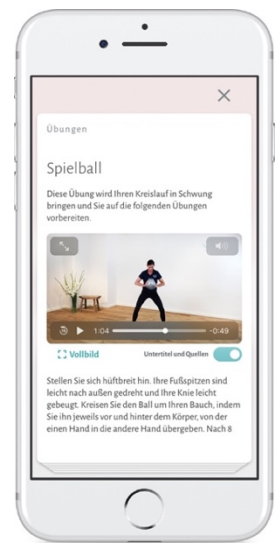 Übungen
Spielball
Diese Übung wird Ihren Kreislauf in Schwung
bringen und Sie auf die folgenden Übungen
vorbereiten.
1:04
-0:49
Vollbild
Untertitel und Quellen
Stellen Sie sich hüftbreit hin. Ihre Fußspitzen sind
leicht nach außen gedreht und Ihre Knie leicht
gebeugt. Kreisen Sie den Ball um Ihren Bauch, indem
Sie ihn jeweils vor und hinter dem Körper, von der
einen Hand in die andere Hand übergeben. Nach 8